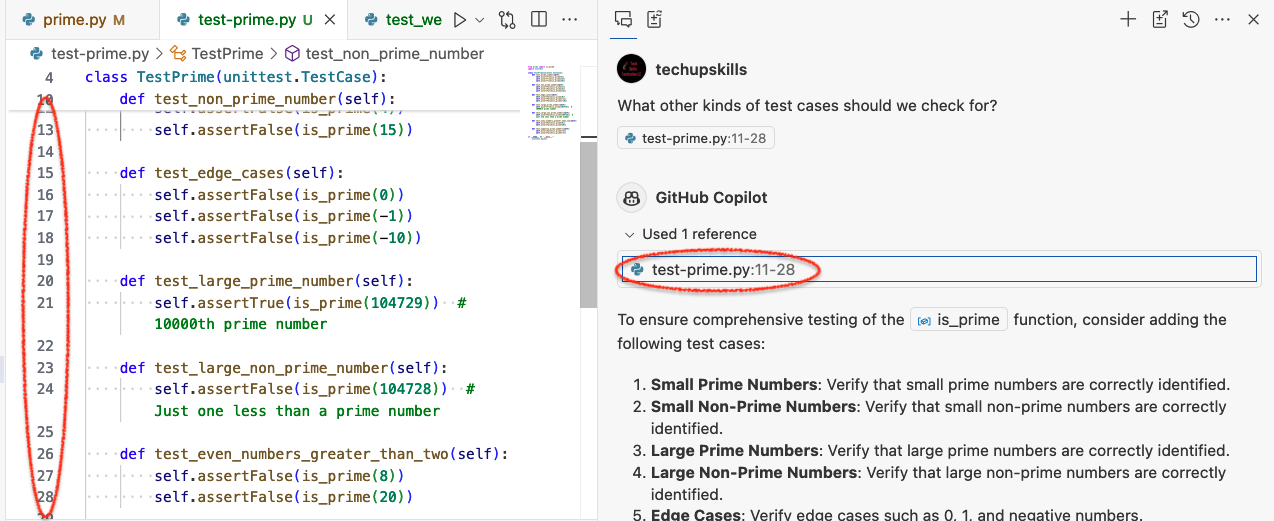 prime.py M
test-prime.py U
test_we
test-prime.py > TestPrime > test_non_prime_number
4 class TestPrime(unittest.TestCase):
10 def test_non_prime_number(self):
13 self.assertFalse(is_prime(15))
14
15 def test_edge_cases(self):
16 self.assertFalse(is_prime(0))
17 self.assertFalse(is_prime(-1))
18 self.assertFalse(is_prime(-10))
19
20 def test_large_prime_number(self):
21 self.assertTrue(is_prime(104729)) #
10000th prime number
22
23 def test_large_non_prime_number(self):
24 self.assertFalse(is_prime(104728)) #
Just one less than a prime number
25
26 def test_even_numbers_greater_than_two(self):
27 self.assertFalse(is_prime(8))
28 self.assertFalse(is_prime(20))
techupskills
What other kinds of test cases should we check for?
test-prime.py:11-28
GitHub Copilot
Used 1 reference
test-prime.py:11-28
To ensure comprehensive testing of the is_prime function, consider adding the
following test cases:
1. Small Prime Numbers: Verify that small prime numbers are correctly identified.
2. Small Non-Prime Numbers: Verify that small non-prime numbers are correctly
identified.
3. Large Prime Numbers: Verify that large prime numbers are correctly identified.
4. Large Non-Prime Numbers: Verify that large non-prime numbers are correctly
identified.
5. Edge Cases: Verify edge cases such as 0, 1, and negative numbers.